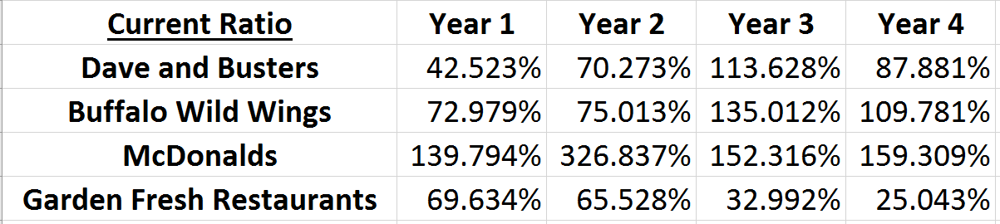 Current Ratio Year 1 Year 2 Year 3 Year 4
Dave and Busters 42.523% 70.273% 113.628% 87.881%
Buffalo Wild Wings 72.979% 75.013% 135.012% 109.781%
McDonalds 139.794% 326.837% 152.316% 159.309%
Garden Fresh Restaurants 69.634% 65.528% 32.992% 25.043%